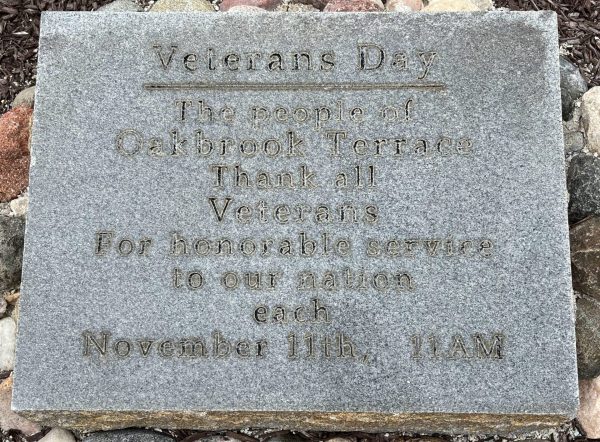 Veterans Day
The people of
Oakbrook Terrace
Thank all
Veterans
For honorable service
to our nation
each
November 11th, 11AM